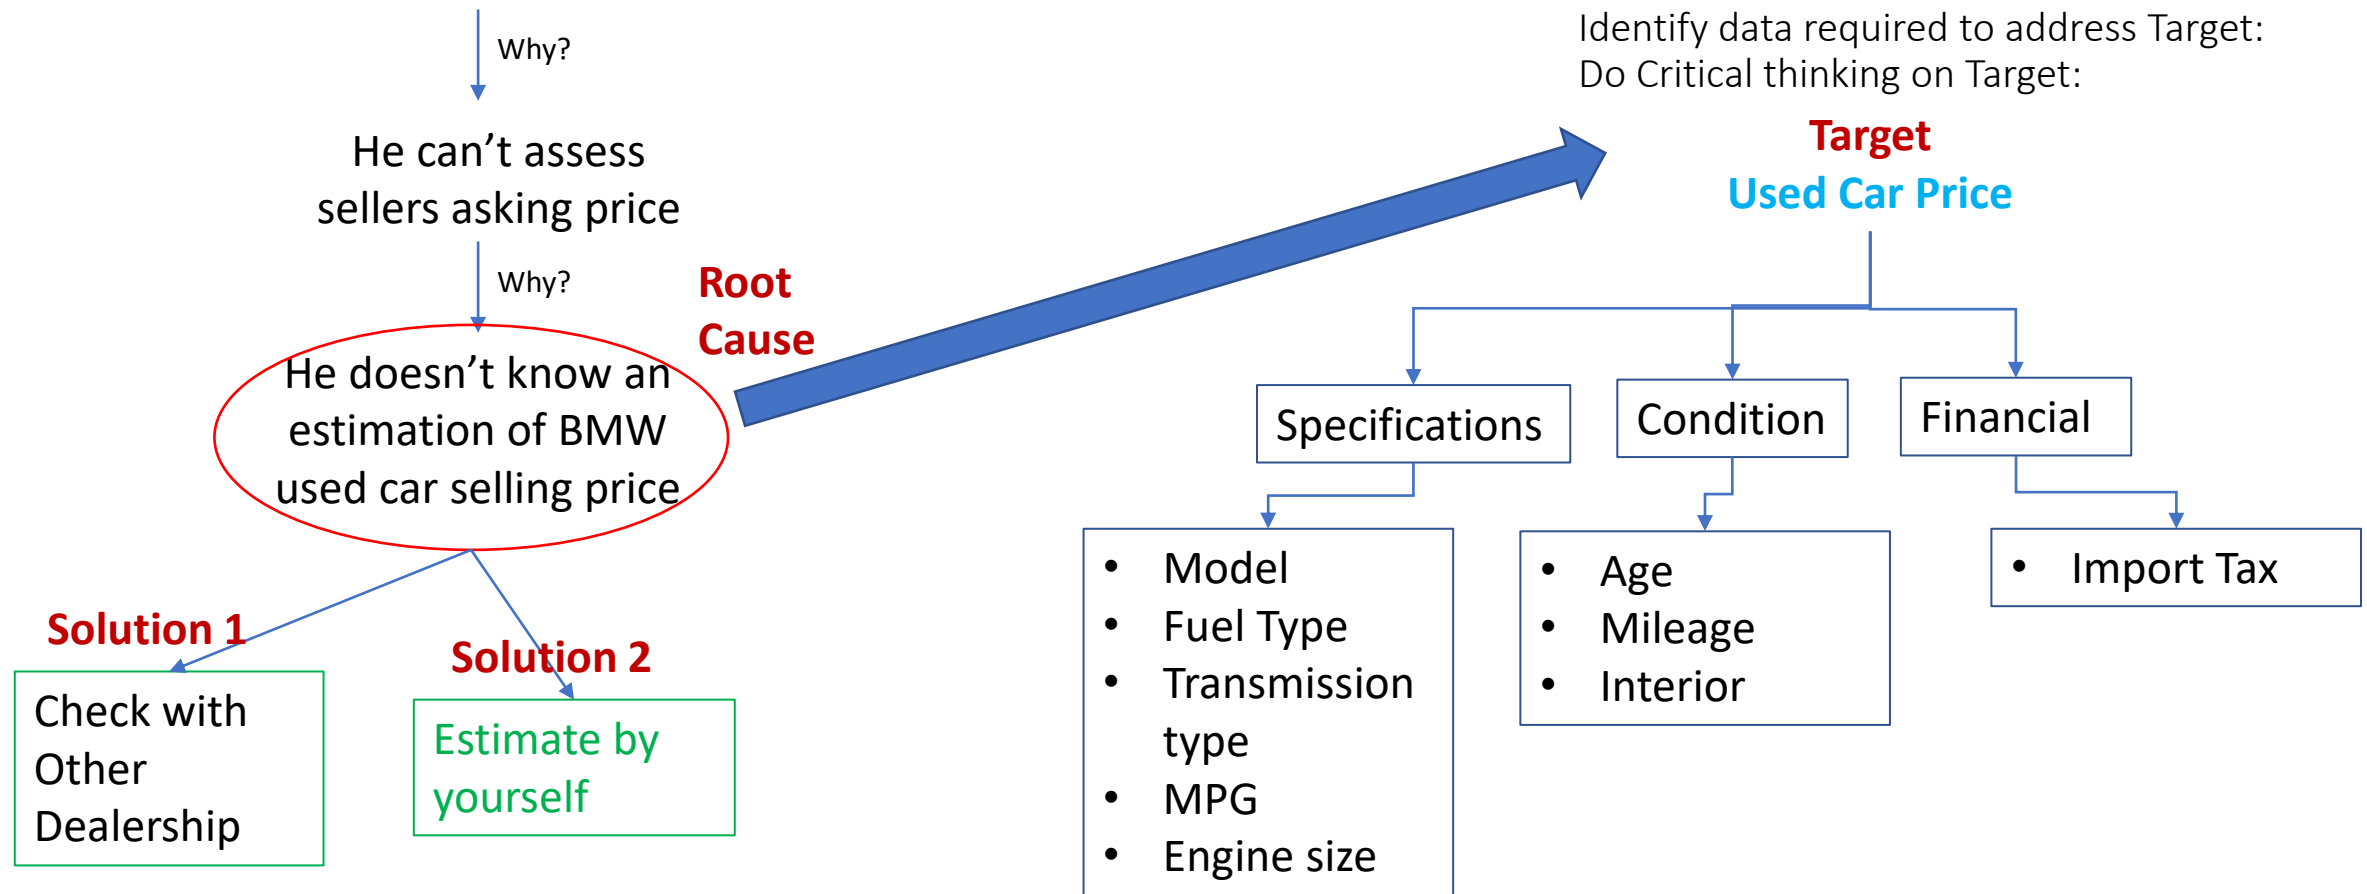 Why?
He can’t assess
sellers asking price
Why?
Root
Cause
He doesn’t know an
estimation of BMW
used car selling price
Solution 1
Check with
Other
Dealership
Solution 2
Estimate by
yourself
Identify data required to address Target:
Do Critical thinking on Target:
Target
Used Car Price
Specifications
• Model
• Fuel Type
• Transmission
type
• MPG
• Engine size
Condition
• Age
• Mileage
• Interior
Financial
• Import Tax